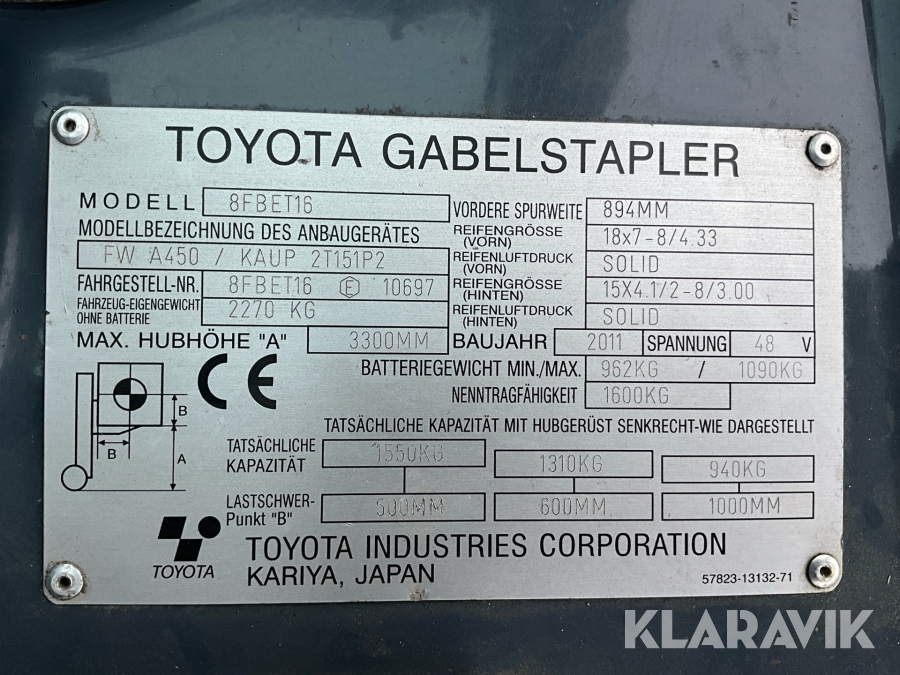 TOYOTA GABELSTAPLER
MODELL 8FBET16
MODELLBEZEICHNUNG DES ANBAUGERÄTES
FW A450 / KAUP 2T151P2
FAHRGESTELL-NR. 8FBET16 E 10697
FAHRZEUG-EIGENGEWICHT
OHNE BATTERIE 2270 KG
MAX. HUBHÖHE "A" 3300MM
VORDERE SPURWEITE 894MM
REIFENGRÖSSE
(VORN) 18x7-8/4.33
REIFENLUFTDRUCK
(VORN) SOLID
REIFENGRÖSSE
(HINTEN) 15X4.1/2-8/3.00
REIFENLUFTDRUCK
(HINTEN) SOLID
BAUJAHR 2011 SPANNUNG 48 V
BATTERIEGEWICHT MIN./MAX. 962KG / 1090KG
NENNTRAGFÄHIGKEIT 1600KG
CE
B
B
A
TATSÄCHLICHE KAPAZITÄT MIT HUBGERÜST SENKRECHT-WIE DARGESTELLT
TATSÄCHLICHE
KAPAZITÄT 1550KG 1310KG 940KG
LASTSCHWER-
Punkt "B" 500MM 600MM 1000MM
TOYOTA
TOYOTA INDUSTRIES CORPORATION
KARIYA, JAPAN
57823-13132-71
KLARAVIK